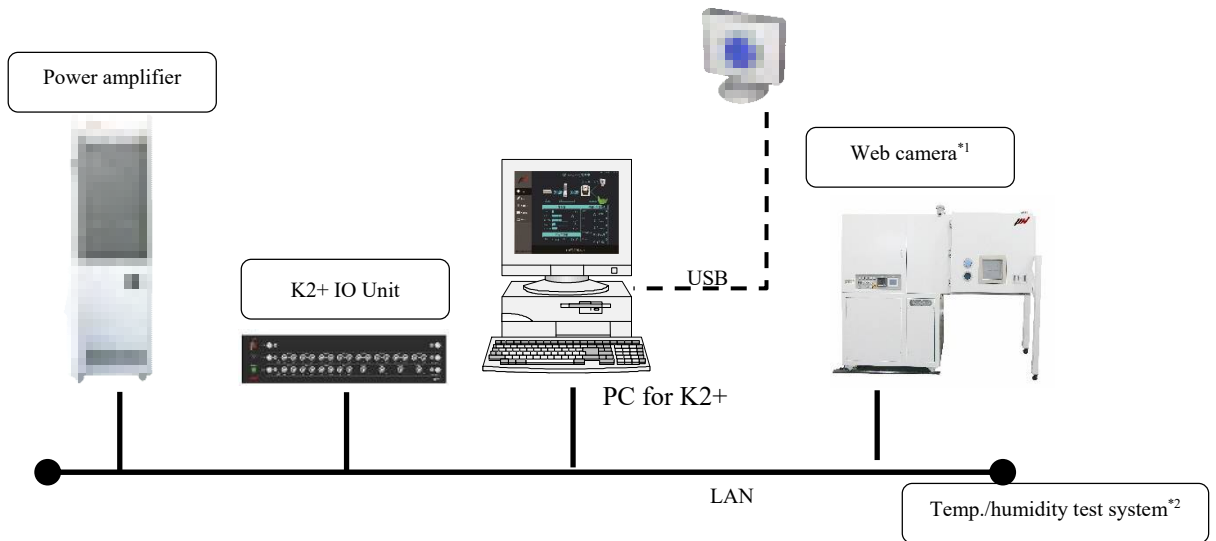 Power amplifier
Web camera*1
K2+ IO Unit
USB
PC for K2+
LAN
Temp./humidity test system*2